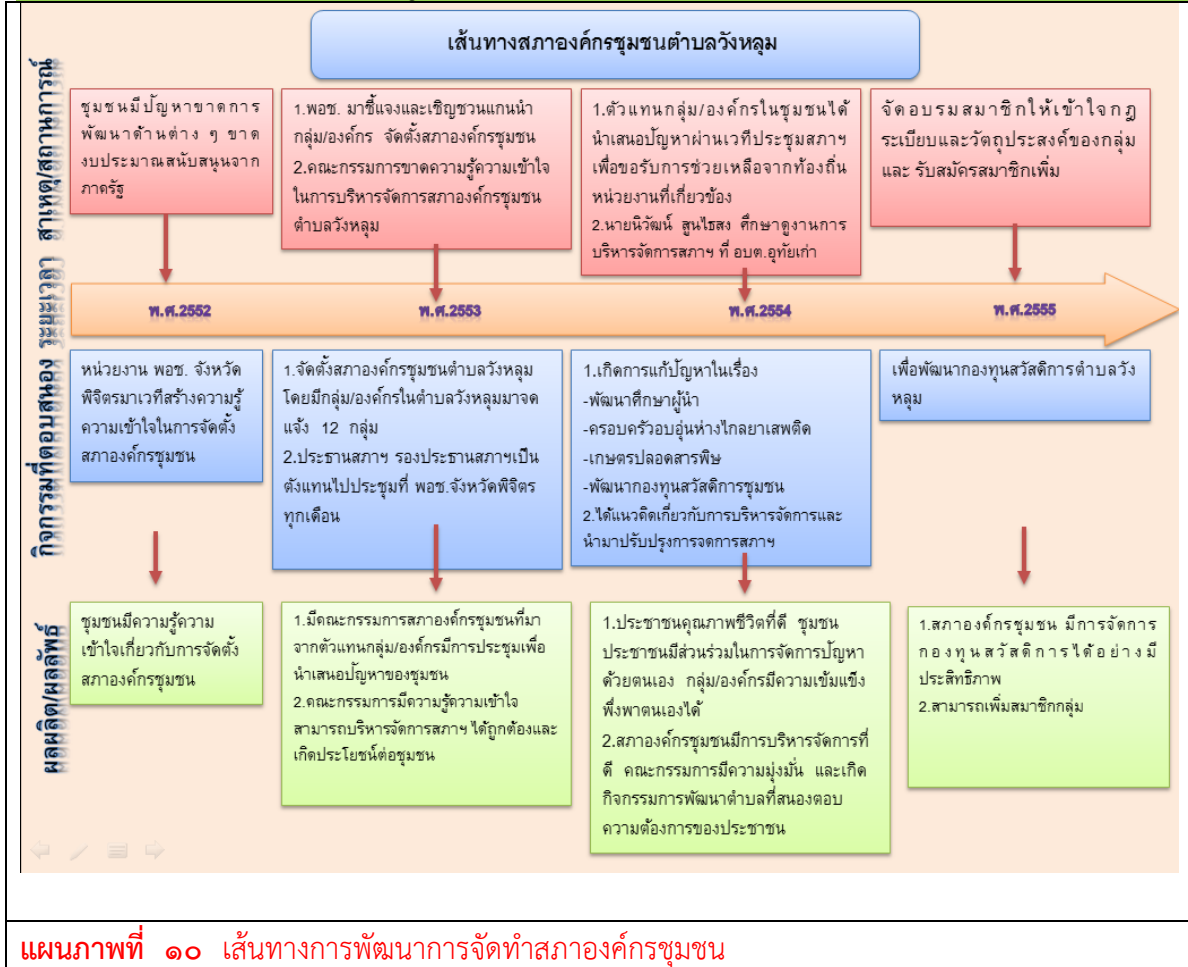 เส้นทางสภาองค์กรชุมชนตำบลวังหลุม
สาเหตุ/สถานการณ์
ชุมชนมีปัญหาขาดการ
พัฒนาด้านต่าง ๆ ขาด
งบประมาณสนับสนุนจาก
ภาครัฐ
1.พอช. มาชี้แจงและเชิญชวนแกนนำ
กลุ่ม/องค์กร จัดตั้งสภาองค์กรชุมชน
2.คณะกรรมการขาดความรู้ความเข้าใจ
ในการบริหารจัดการสภาองค์กรชุมชน
ตำบลวังหลุม
1.ตัวแทนกลุ่ม/องค์กรในชุมชนได้
นำเสนอปัญหาผ่านเวทีประชุมสภาฯ
เพื่อขอรับการช่วยเหลือจากท้องถิ่น
หน่วยงานที่เกี่ยวข้อง
2.นายนิวัฒน์ สูนไธสง ศึกษาดูงานการ
บริหารจัดการสภาฯ ที่ อบต.อุทัยเก่า
จัดอบรมสมาชิกให้เข้าใจกฎ
ระเบียบและวัตถุประสงค์ของกลุ่ม
และ รับสมัครสมาชิกเพิ่ม
ระยะเวลา
พ.ศ.2552
พ.ศ.2553
พ.ศ.2554
พ.ศ.2555
กิจกรรมที่ตอบสนอง
หน่วยงาน พอช. จังหวัด
พิจิตรมาเวทีสร้างความรู้
ความเข้าใจในการจัดตั้ง
สภาองค์กรชุมชน
1.จัดตั้งสภาองค์กรชุมชนตำบลวังหลุม
โดยมีกลุ่ม/องค์กรในตำบลวังหลุมมาจด
แจ้ง 12 กลุ่ม
2.ประธานสภาฯ รองประธานสภาฯเป็น
ตังแทนไปประชุมที่ พอช.จังหวัดพิจิตร
ทุกเดือน
1.เกิดการแก้ปัญหาในเรื่อง
-พัฒนาศึกษาผู้นำ
-ครอบครัวอบอุ่นห่างไกลยาเสพติด
-เกษตรปลอดสารพิษ
-พัฒนากองทุนสวัสดิการชุมชน
2.ได้แนวคิดเกี่ยวกับการบริหารจัดการและ
นำมาปรับปรุงการจดการสภาฯ
เพื่อพัฒนากองทุนสวัสดิการตำบลวัง
หลุม
ผลผลิต/ผลลัพธ์
ชุมชนมีความรู้ความ
เข้าใจเกี่ยวกับการจัดตั้ง
สภาองค์กรชุมชน
1.มีคณะกรรมการสภาองค์กรชุมชนที่มา
จากตัวแทนกลุ่ม/องค์กรมีการประชุมเพื่อ
นำเสนอปัญหาของชุมชน
2.คณะกรรมการมีความรู้ความเข้าใจ
สามารถบริหารจัดการสภาฯ ได้ถูกต้องและ
เกิดประโยชน์ต่อชุมชน
1.ประชาชนคุณภาพชีวิตที่ดี ชุมชน
ประชาชนมีส่วนร่วมในการจัดการปัญหา
ด้วยตนเอง กลุ่ม/องค์กรมีความเข้มแข็ง
พึ่งพาตนเองได้
2.สภาองค์กรชุมชนมีการบริหารจัดการที่
ดี คณะกรรมการมีความมุ่งมั่น และเกิด
กิจกรรมการพัฒนาตำบลที่สนองตอบ
ความต้องการของประชาชน
1.สภาองค์กรชุมชน มีการจัดการ
กองทุนสวัสดิการได้อย่างมี
ประสิทธิภาพ
2.สามารถเพิ่มสมาชิกกลุ่ม
แผนภาพที่ ๑๐ เส้นทางการพัฒนาการจัดทำสภาองค์กรชุมชน